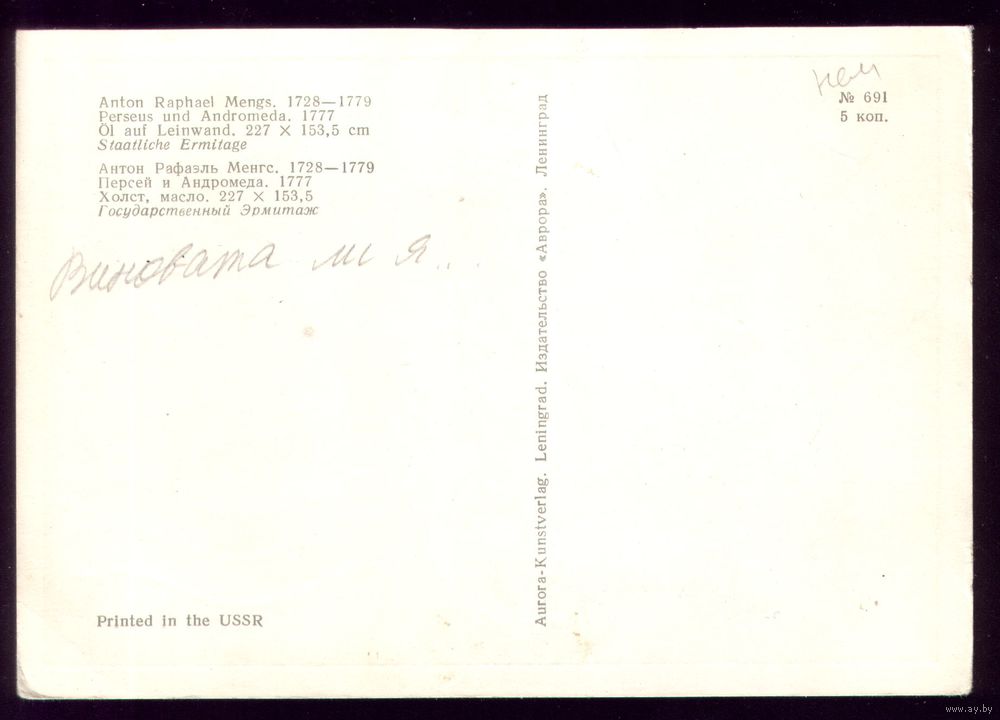 Anton Raphael Mengs. 1728—1779
Perseus und Andromeda. 1777
Öl auf Leinwand. 227 × 153,5 cm
Staatliche Ermitage
Антон Рафаэль Менгс. 1728—1779
Персей и Андромеда. 1777
Холст, масло. 227 × 153,5
Государственный Эрмитаж
Виновата ли я...
Printed in the USSR
Aurora-Kunstverlag. Leningrad. Издательство «Аврора». Ленинград
нем
№ 691
5 коп.
www.ay.by